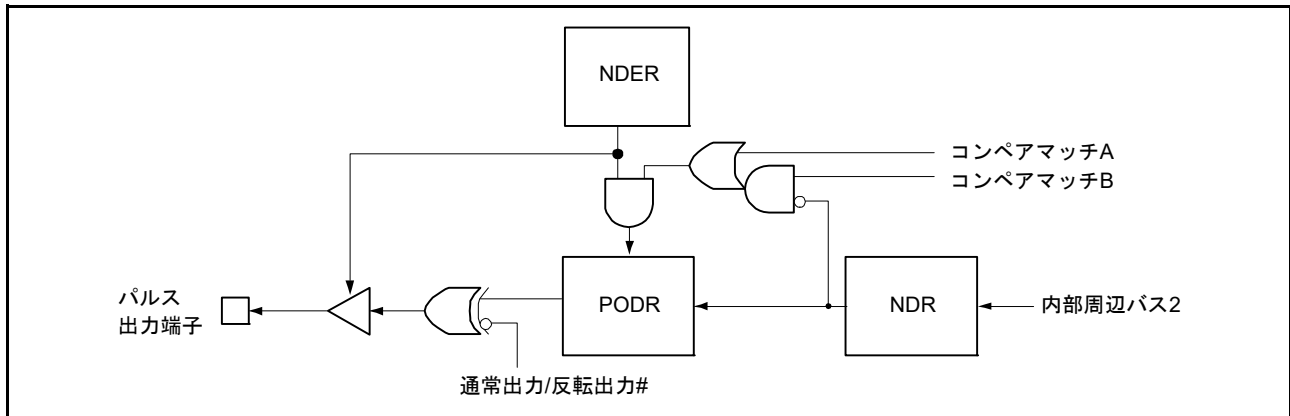 NDER
コンペアマッチA
コンペアマッチB
パルス
出力端子
PODR
NDR
内部周辺バス2
通常出力/反転出力#